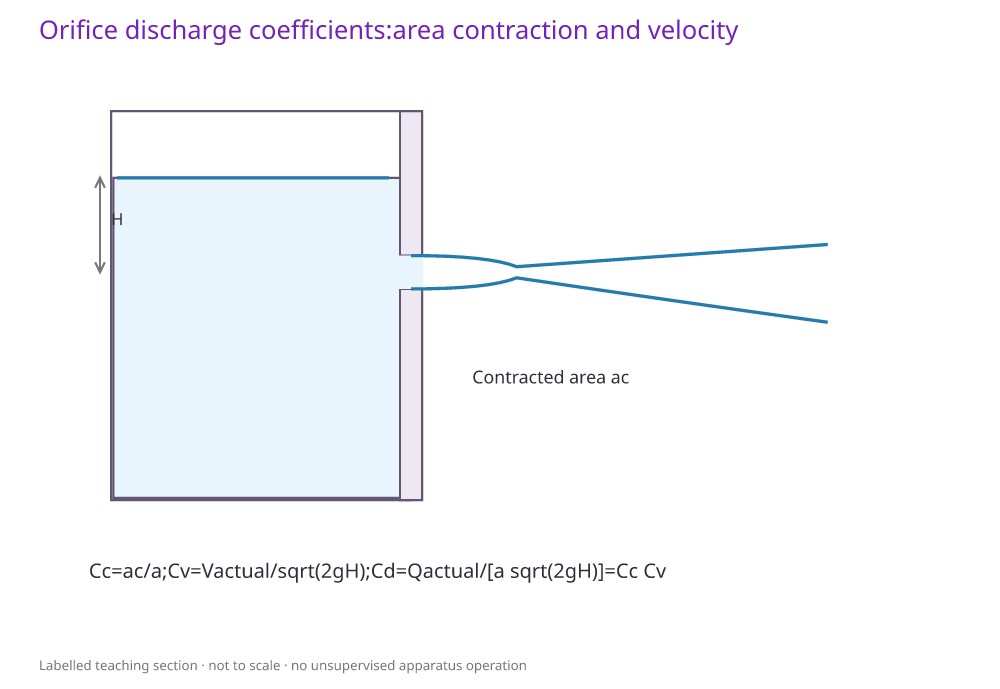 Orifice discharge coefficients:area contraction and velocity
H
Contracted area ac
Cc=ac/a;Cv=Vactual/sqrt(2gH);Cd=Qactual/[a sqrt(2gH)]=Cc Cv
Labelled teaching section · not to scale · no unsupervised apparatus operation